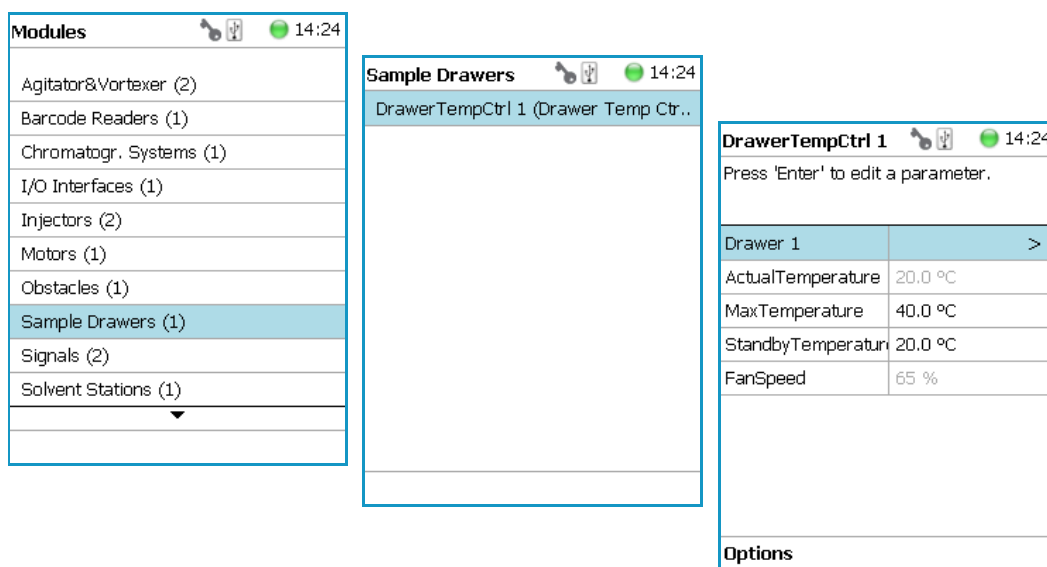 Modules 14:24
Agitator&Vortexer (2)
Barcode Readers (1)
Chromatogr. Systems (1)
I/O Interfaces (1)
Injectors (2)
Motors (1)
Obstacles (1)
Sample Drawers (1)
Signals (2)
Solvent Stations (1)
Sample Drawers 14:24
DrawerTempCtrl 1 (Drawer Temp Ctr..
DrawerTempCtrl 1 14:24
Press 'Enter' to edit a parameter.
Drawer 1 >
ActualTemperature 20.0 ºC
MaxTemperature 40.0 ºC
StandbyTemperatur 20.0 ºC
FanSpeed 65 %
Options